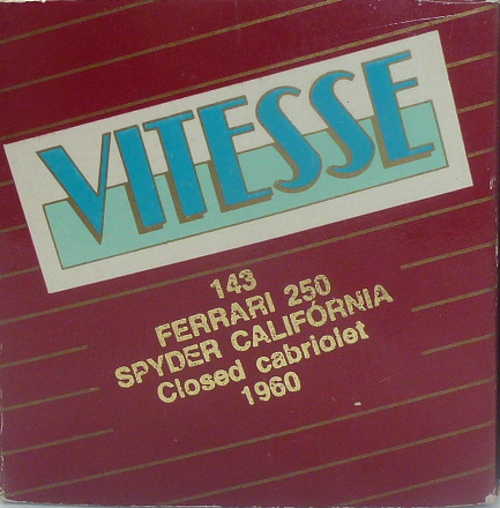 VITESSE
143
FERRARI 250
SPYDER CALIFÓRNIA
Closed cabriolet
1960